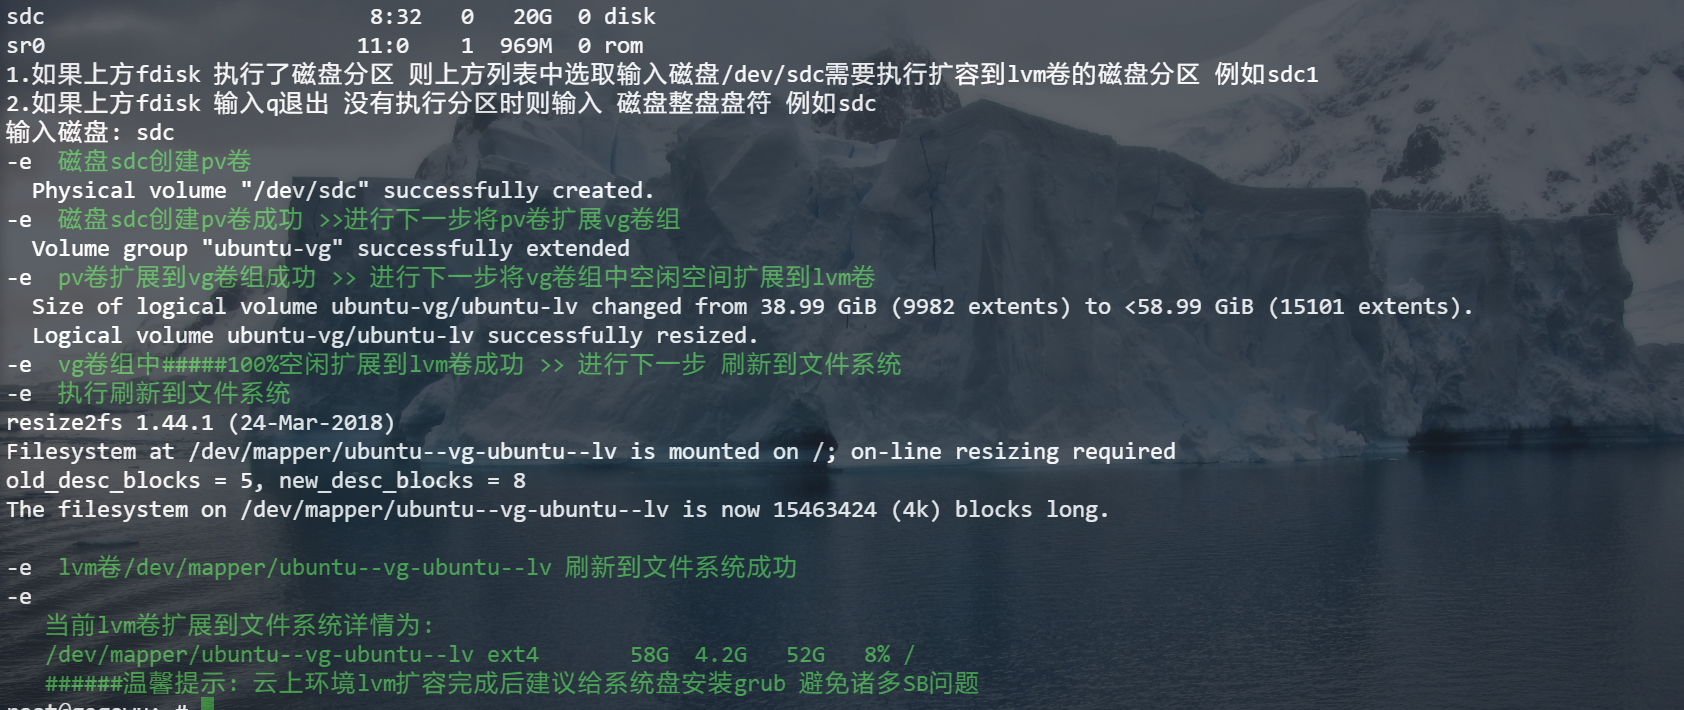 sdc                         8:32   0   20G  0 disk
sr0                        11:0    1  969M  0 rom
1.如果上方fdisk 执行了磁盘分区 则上方列表中选取输入磁盘/dev/sdc需要执行扩容到lvm卷的磁盘分区 例如sdc1
2.如果上方fdisk 输入q退出 没有执行分区时则输入 磁盘整盘盘符 例如sdc
输入磁盘: sdc
-e  磁盘sdc创建pv卷
  Physical volume "/dev/sdc" successfully created.
-e  磁盘sdc创建pv卷成功 >>进行下一步将pv卷扩展vg卷组
  Volume group "ubuntu-vg" successfully extended
-e  pv卷扩展到vg卷组成功 >> 进行下一步将vg卷组中空闲空间扩展到lvm卷
  Size of logical volume ubuntu-vg/ubuntu-lv changed from 38.99 GiB (9982 extents) to <58.99 GiB (15101 extents).
  Logical volume ubuntu-vg/ubuntu-lv successfully resized.
-e  vg卷组中#####100%空闲扩展到lvm卷成功 >> 进行下一步 刷新到文件系统
-e  执行刷新到文件系统
resize2fs 1.44.1 (24-Mar-2018)
Filesystem at /dev/mapper/ubuntu--vg-ubuntu--lv is mounted on /; on-line resizing required
old_desc_blocks = 5, new_desc_blocks = 8
The filesystem on /dev/mapper/ubuntu--vg-ubuntu--lv is now 15463424 (4k) blocks long.
-e  lvm卷/dev/mapper/ubuntu--vg-ubuntu--lv 刷新到文件系统成功
-e
   当前lvm卷扩展到文件系统详情为:
   /dev/mapper/ubuntu--vg-ubuntu--lv ext4       58G  4.2G   52G   8% /
   ######温馨提示: 云上环境lvm扩容完成后建议给系统盘安装grub 避免诸多SB问题